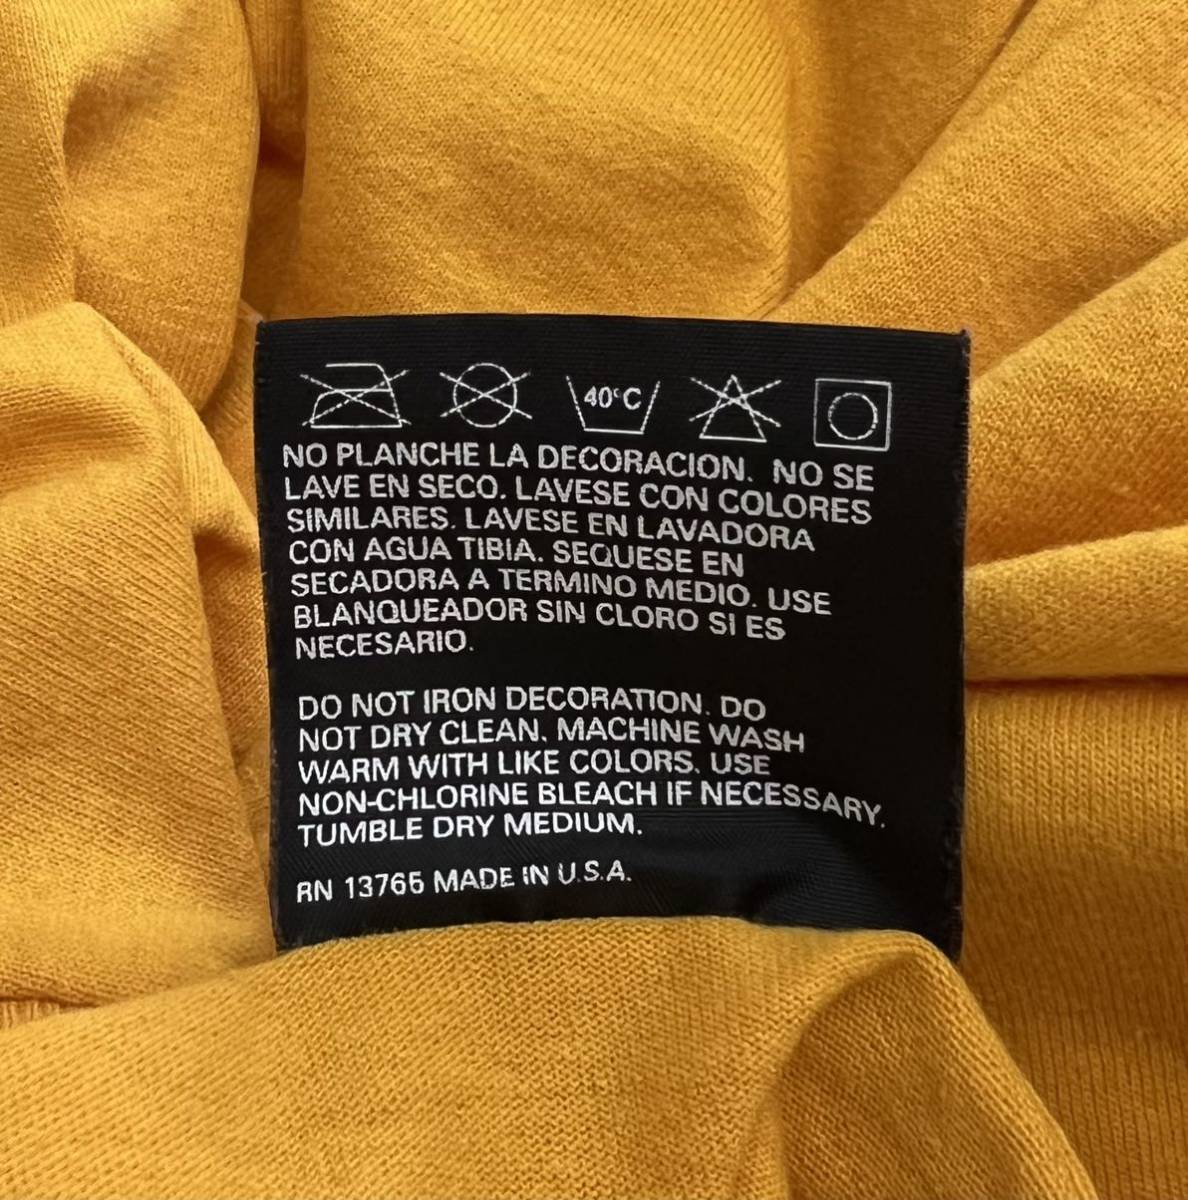 40°C
NO PLANCHE LA DECORACION. NO SE
LAVE EN SECO. LAVESE CON COLORES
SIMILARES. LAVESE EN LAVADORA
CON AGUA TIBIA. SEQUESE EN
SECADORA A TERMINO MEDIO. USE
BLANQUEADOR SIN CLORO SI ES
NECESARIO.
DO NOT IRON DECORATION. DO
NOT DRY CLEAN. MACHINE WASH
WARM WITH LIKE COLORS. USE
NON-CHLORINE BLEACH IF NECESSARY.
TUMBLE DRY MEDIUM.
RN 13765 MADE IN U.S.A.